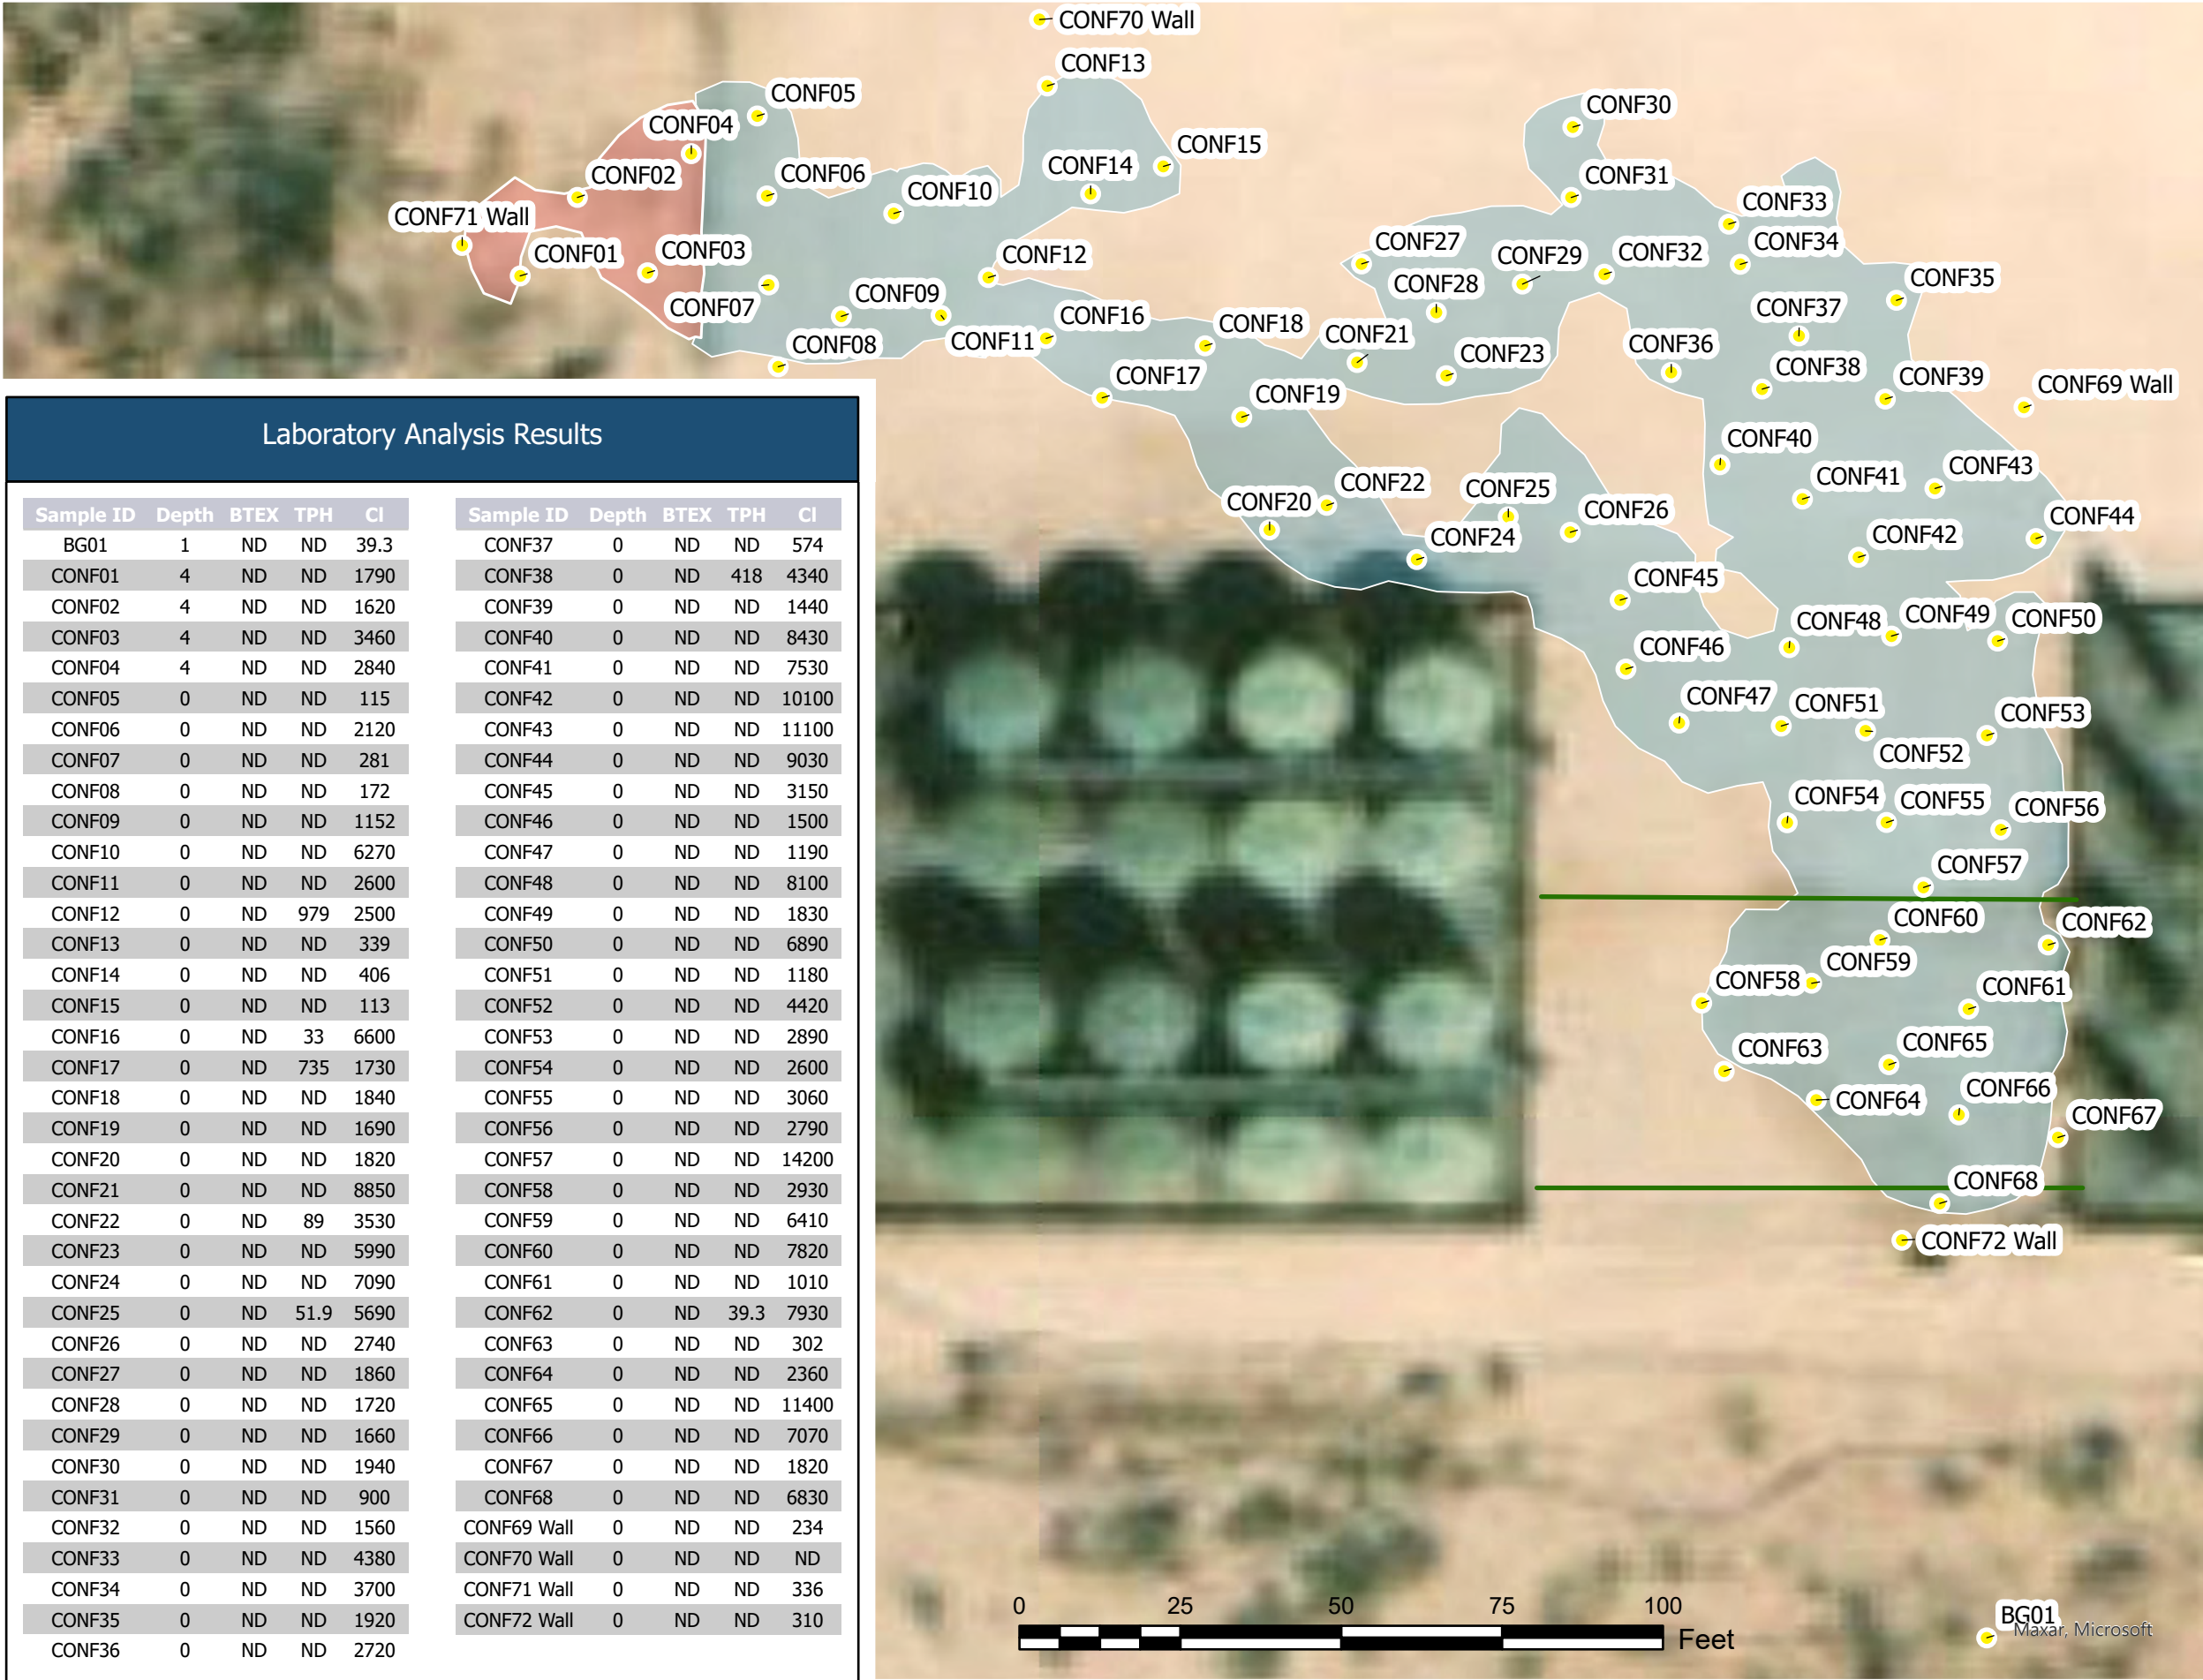 CONF70 Wall
CONF13
CONF05
CONF30
CONF04
CONF15
CONF14
CONF06
CONF02
CONF31
CONF10
CONF33
CONF71 Wall
CONF27
CONF29
CONF34
CONF03
CONF12
CONF32
CONF01
CONF35
CONF28
CONF07
CONF09
CONF37
CONF16
CONF18
CONF21
CONF11
CONF08
CONF36
CONF23
CONF38
CONF17
CONF39
CONF69 Wall
CONF19
CONF40
CONF43
CONF41
CONF22
CONF25
CONF20
CONF26
CONF44
CONF24
CONF42
CONF45
CONF49
CONF48
CONF50
CONF46
CONF47
CONF51
CONF53
CONF52
CONF54
CONF55
CONF56
CONF57
CONF60
CONF62
CONF59
CONF58
CONF61
CONF63
CONF65
CONF66
CONF64
CONF67
CONF68
CONF72 Wall
Laboratory Analysis Results
Sample ID Depth BTEX TPH Cl
BG01 1 ND ND 39.3
CONF01 4 ND ND 1790
CONF02 4 ND ND 1620
CONF03 4 ND ND 3460
CONF04 4 ND ND 2840
CONF05 0 ND ND 115
CONF06 0 ND ND 2120
CONF07 0 ND ND 281
CONF08 0 ND ND 172
CONF09 0 ND ND 1152
CONF10 0 ND ND 6270
CONF11 0 ND ND 2600
CONF12 0 ND 979 2500
CONF13 0 ND ND 339
CONF14 0 ND ND 406
CONF15 0 ND ND 113
CONF16 0 ND 33 6600
CONF17 0 ND 735 1730
CONF18 0 ND ND 1840
CONF19 0 ND ND 1690
CONF20 0 ND ND 1820
CONF21 0 ND ND 8850
CONF22 0 ND 89 3530
CONF23 0 ND ND 5990
CONF24 0 ND ND 7090
CONF25 0 ND 51.9 5690
CONF26 0 ND ND 2740
CONF27 0 ND ND 1860
CONF28 0 ND ND 1720
CONF29 0 ND ND 1660
CONF30 0 ND ND 1940
CONF31 0 ND ND 900
CONF32 0 ND ND 1560
CONF33 0 ND ND 4380
CONF34 0 ND ND 3700
CONF35 0 ND ND 1920
CONF36 0 ND ND 2720
Sample ID Depth BTEX TPH Cl
CONF37 0 ND ND 574
CONF38 0 ND 418 4340
CONF39 0 ND ND 1440
CONF40 0 ND ND 8430
CONF41 0 ND ND 7530
CONF42 0 ND ND 10100
CONF43 0 ND ND 11100
CONF44 0 ND ND 9030
CONF45 0 ND ND 3150
CONF46 0 ND ND 1500
CONF47 0 ND ND 1190
CONF48 0 ND ND 8100
CONF49 0 ND ND 1830
CONF50 0 ND ND 6890
CONF51 0 ND ND 1180
CONF52 0 ND ND 4420
CONF53 0 ND ND 2890
CONF54 0 ND ND 2600
CONF55 0 ND ND 3060
CONF56 0 ND ND 2790
CONF57 0 ND ND 14200
CONF58 0 ND ND 2930
CONF59 0 ND ND 6410
CONF60 0 ND ND 7820
CONF61 0 ND ND 1010
CONF62 0 ND 39.3 7930
CONF63 0 ND ND 302
CONF64 0 ND ND 2360
CONF65 0 ND ND 11400
CONF66 0 ND ND 7070
CONF67 0 ND ND 1820
CONF68 0 ND ND 6830
CONF69 Wall 0 ND ND 234
CONF70 Wall 0 ND ND ND
CONF71 Wall 0 ND ND 336
CONF72 Wall 0 ND ND 310
0 25 50 75 100
Feet
BG01
Maxar, Microsoft